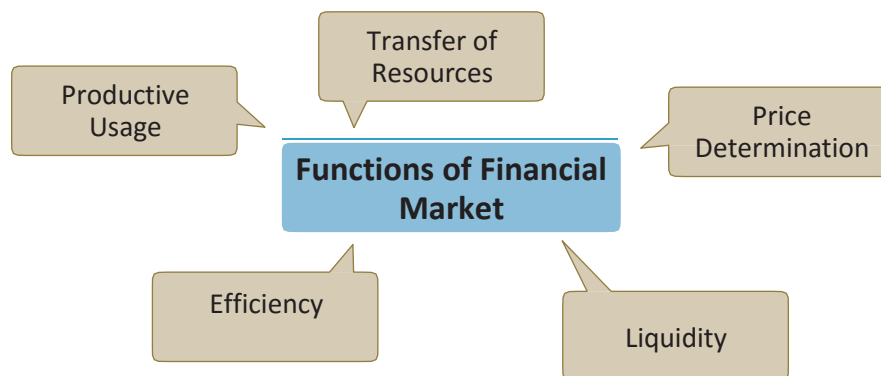 Transfer of
Resources
Productive
Usage
Price
Determination
Functions of Financial
Market
Efficiency
Liquidity